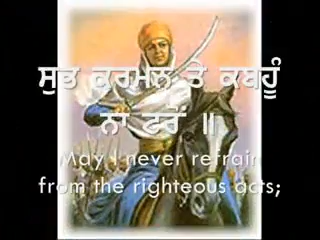 ਸੁਭ ਕਰਮਨ ਤੇ ਕਬਹੂੰ
ਨਾ ਟਰੋਂ ॥
May I never refrain
from the righteous acts;